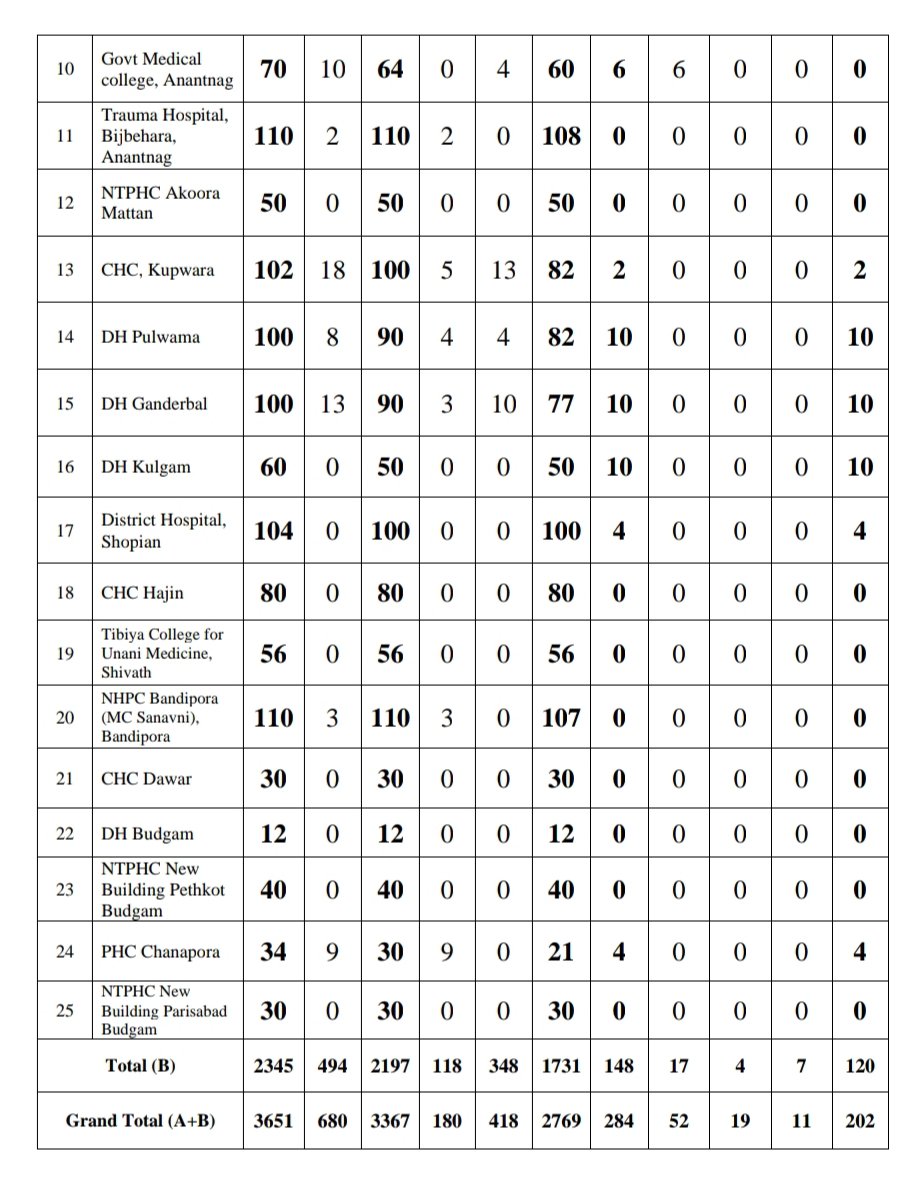 10 Govt Medical college, Anantnag 70 10 64 0 4 60 6 6 0 0 0
11 Trauma Hospital, Bijbehara, Anantnag 110 2 110 2 0 108 0 0 0 0 0
12 NTPHC Akoora Mattan 50 0 50 0 0 50 0 0 0 0 0
13 CHC, Kupwara 102 18 100 5 13 82 2 0 0 0 2
14 DH Pulwama 100 8 90 4 4 82 10 0 0 0 10
15 DH Ganderbal 100 13 90 3 10 77 10 0 0 0 10
16 DH Kulgam 60 0 50 0 0 50 10 0 0 0 10
17 District Hospital, Shopian 104 0 100 0 0 100 4 0 0 0 4
18 CHC Hajin 80 0 80 0 0 80 0 0 0 0 0
19 Tibiya College for Unani Medicine, Shivath 56 0 56 0 0 56 0 0 0 0 0
20 NHPC Bandipora (MC Sanavni), Bandipora 110 3 110 3 0 107 0 0 0 0 0
21 CHC Dawar 30 0 30 0 0 30 0 0 0 0 0
22 DH Budgam 12 0 12 0 0 12 0 0 0 0 0
23 NTPHC New Building Pethkot Budgam 40 0 40 0 0 40 0 0 0 0 0
24 PHC Chanapora 34 9 30 9 0 21 4 0 0 0 4
25 NTPHC New Building Parisabad Budgam 30 0 30 0 0 30 0 0 0 0 0
Total (B) 2345 494 2197 118 348 1731 148 17 4 7 120
Grand Total (A+B) 3651 680 3367 180 418 2769 284 52 19 11 202